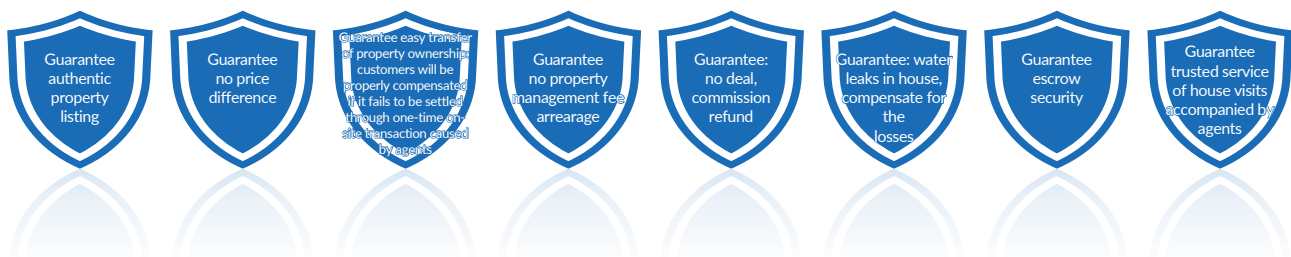 Guarantee
authentic
property
listing
Guarantee
no price
difference
Guarantee easy transfer
of property ownership:
customers will be
properly compensated
if it fails to be settled
through one-time on-
site transaction caused
by agents
Guarantee
no property
management fee
arrearage
Guarantee:
no deal,
commission
refund
Guarantee: water
leaks in house,
compensate for
the
losses
Guarantee
escrow
security
Guarantee
trusted service
of house visits
accompanied by
agents